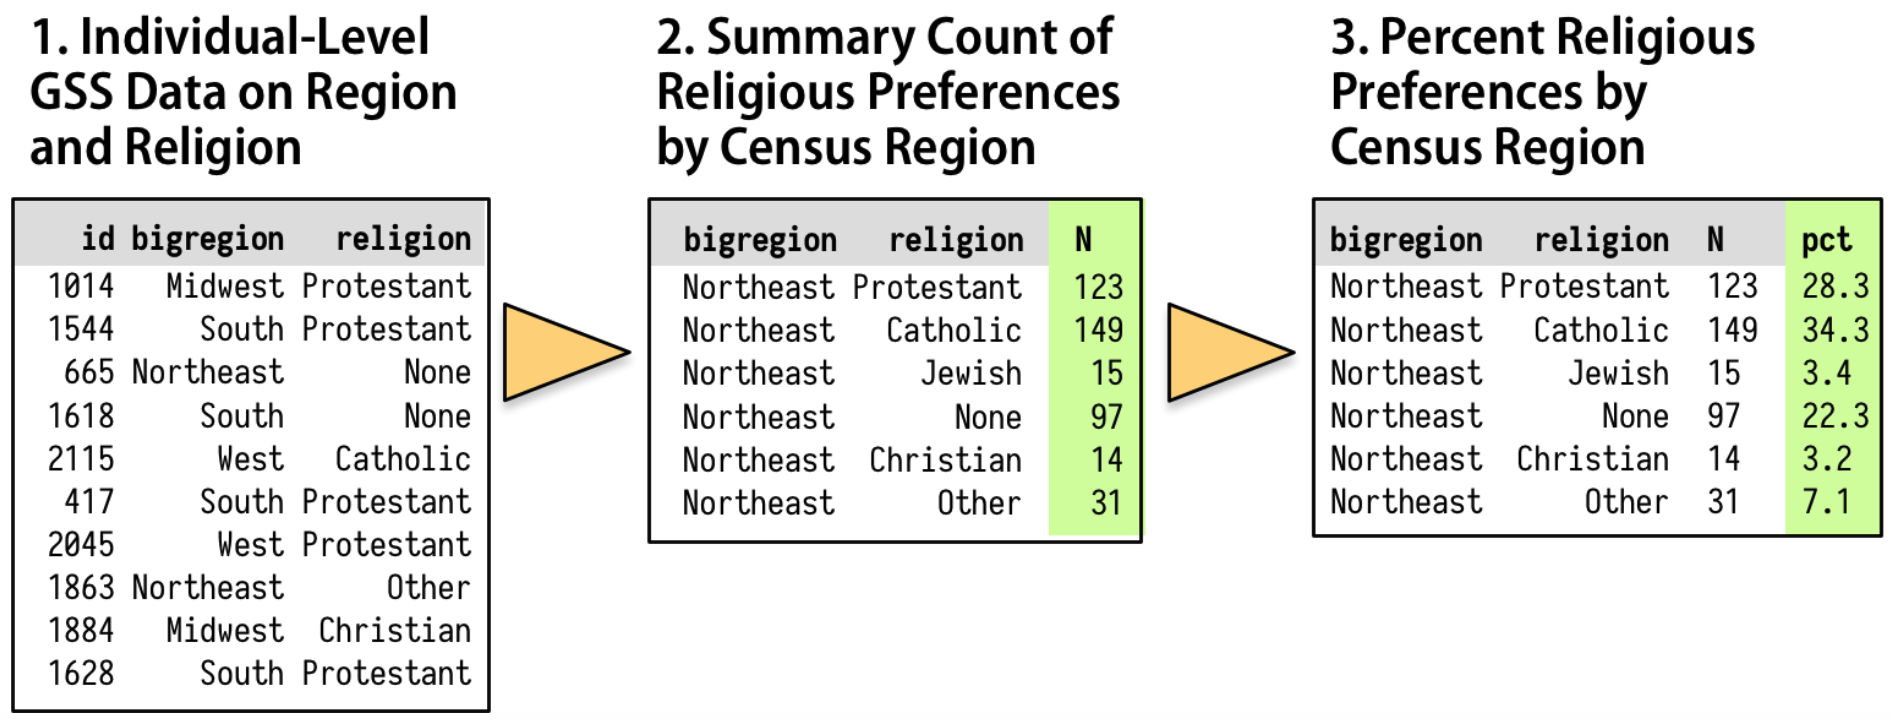 1. Individual-Level
GSS Data on Region
and Religion
id bigregion religion
1014 Midwest Protestant
1544 South Protestant
665 Northeast None
1618 South None
2115 West Catholic
417 South Protestant
2045 West Protestant
1863 Northeast Other
1884 Midwest Christian
1628 South Protestant
2. Summary Count of
Religious Preferences
by Census Region
bigregion religion N
Northeast Protestant 123
Northeast Catholic 149
Northeast Jewish 15
Northeast None 97
Northeast Christian 14
Northeast Other 31
3. Percent Religious
Preferences by
Census Region
bigregion religion N pct
Northeast Protestant 123 28.3
Northeast Catholic 149 34.3
Northeast Jewish 15 3.4
Northeast None 97 22.3
Northeast Christian 14 3.2
Northeast Other 31 7.1